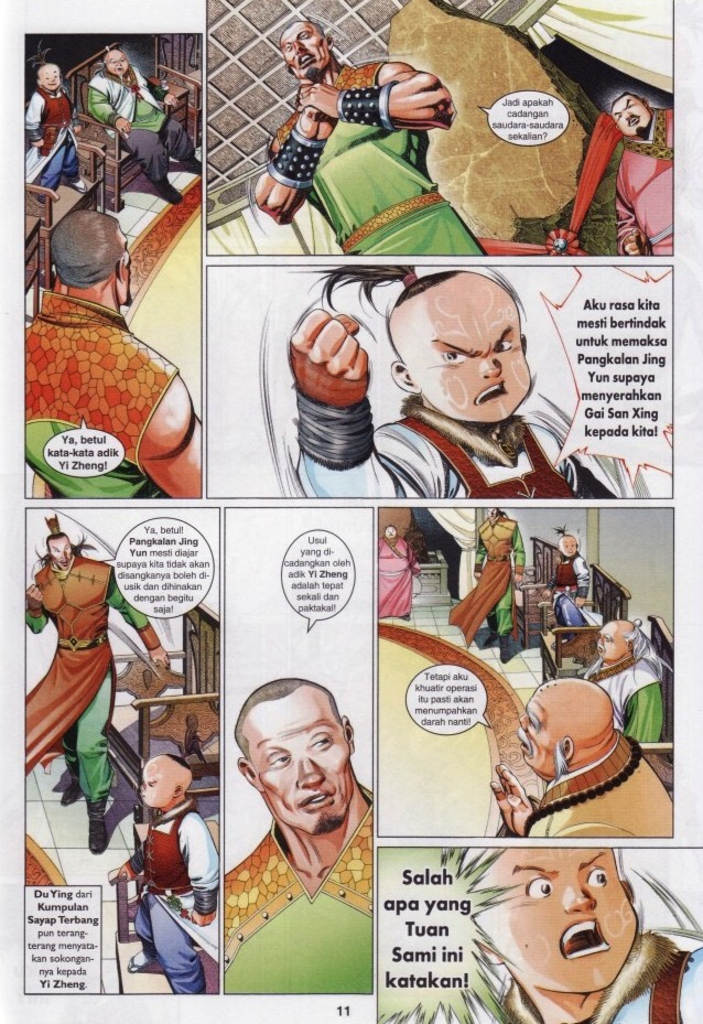 Jadi apakah
cadangan
saudara-saudara
sekalian?
Ya, betul
kata-kata adik
Yi Zheng!
Aku rasa kita
mesti bertindak
untuk memaksa
Pangkalan Jing
Yun supaya
menyerahkan
Gai San Xing
kepada kita!
Ya, betul!
Pangkalan Jing
Yun mesti diajar
supaya kita tidak akan
disangkanya boleh di-
usik dan dihinakan
dengan begitu
saja!
Du Ying dari
Kumpulan
Sayap Terbang
pun terang-
terang menyata-
kan sokongan-
nya kepada
Yi Zheng.
Usul
yang di-
cadangkan oleh
adik Yi Zheng
adalah tepat
sekali dan
paktakal!
Tetapi aku
khuatir operasi
itu pasti akan
menumpahkan
darah nanti!
Salah
apa yang
Tuan
Sami ini
katakan!
11